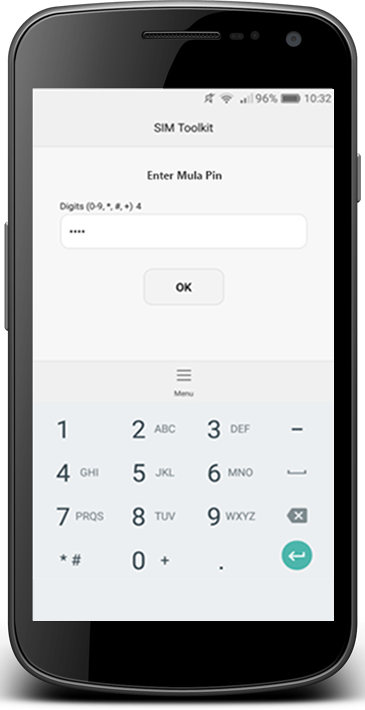 96% 10:32
SIM Toolkit
Enter Mula Pin
Digits (0-9, *, #, +) 4
••••
OK
Menu
1 2 ABC 3 DEF –
4 GHI 5 JKL 6 MNO
7 PRQS 8 TUV 9 WXYZ
* # 0 + .